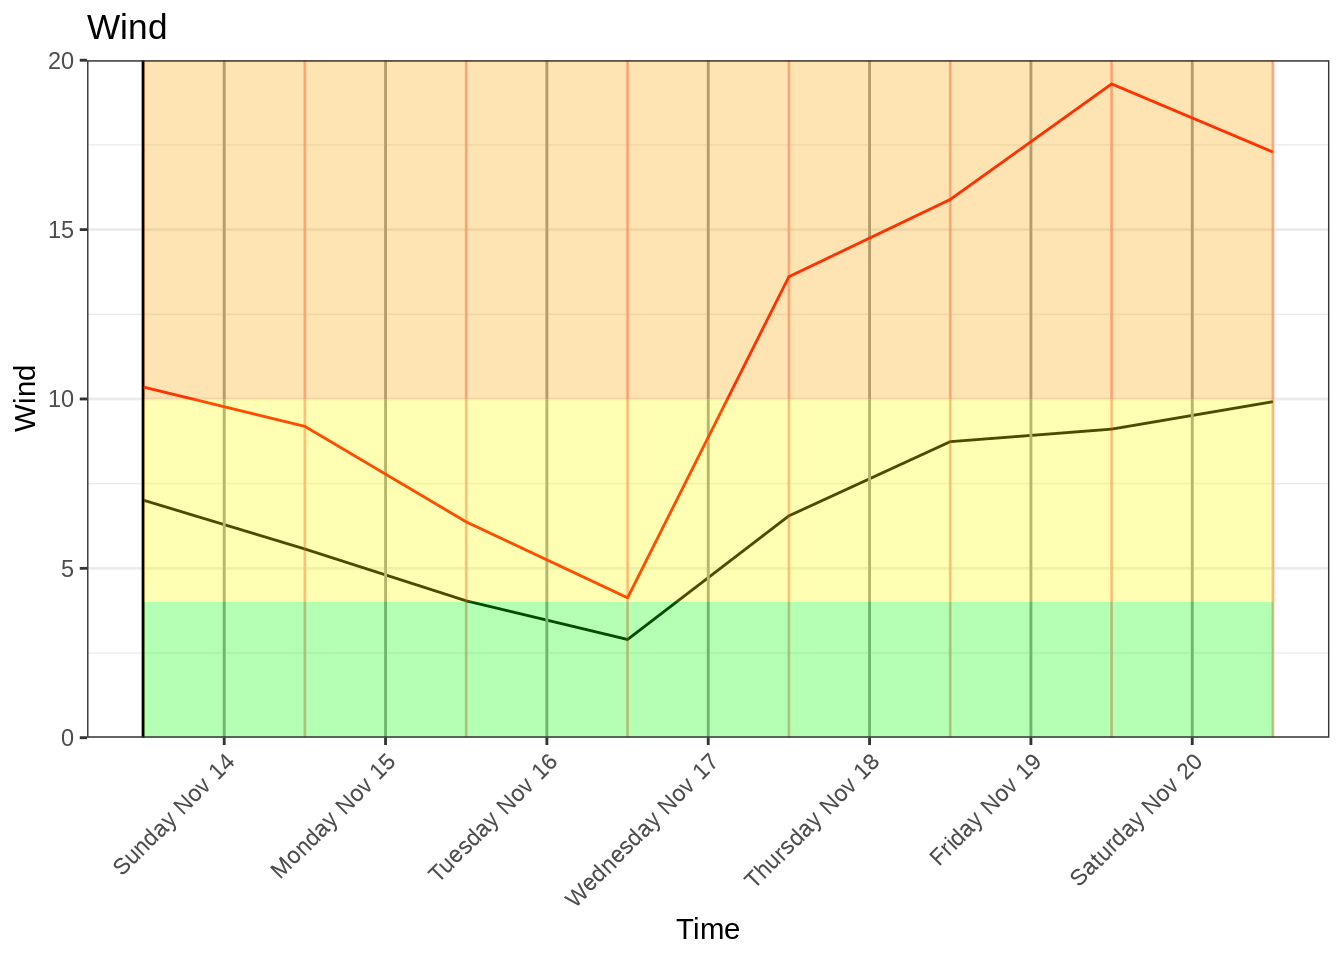 Wind
20
15
10
5
0
Wind
Sunday Nov 14
Monday Nov 15
Tuesday Nov 16
Wednesday Nov 17
Thursday Nov 18
Friday Nov 19
Saturday Nov 20
Time